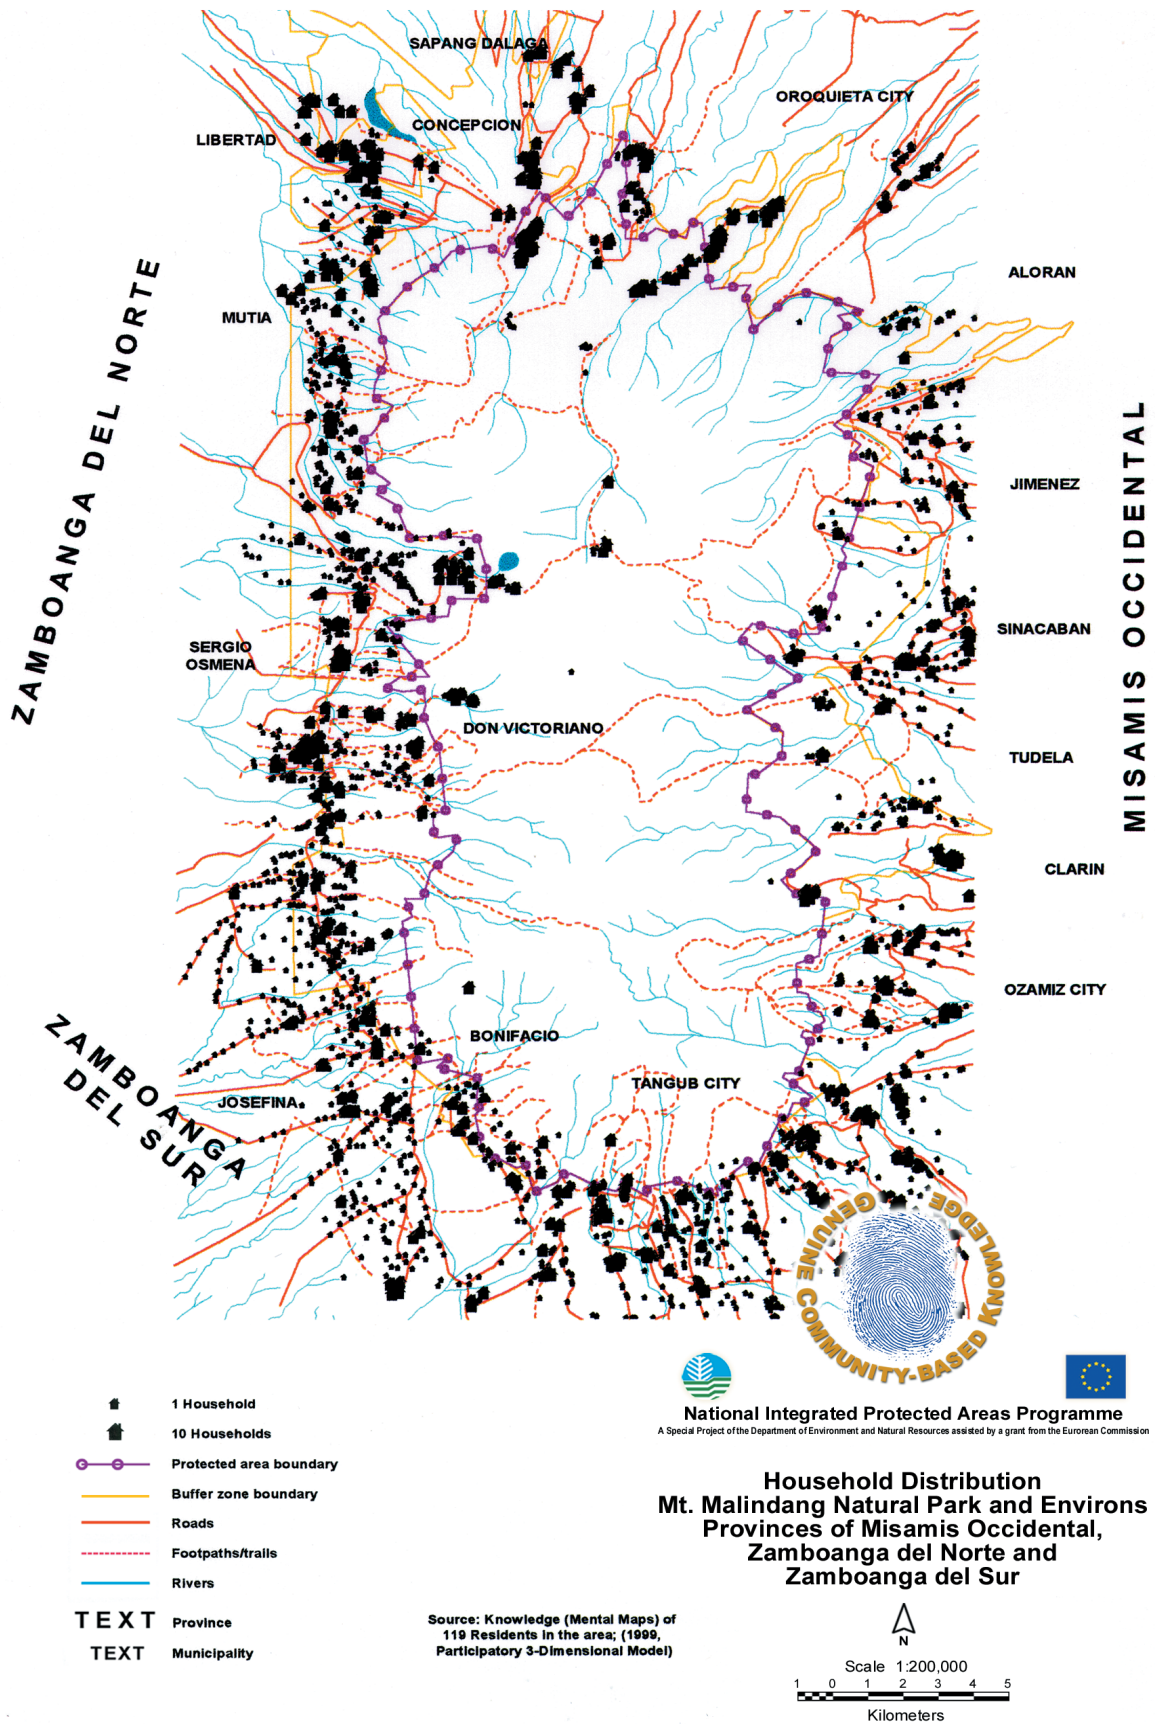 SAPANG DALAGA
OROQUIETA CITY
CONCEPCION
LIBERTAD
ALORAN
MUTIA
ZAMBOANGA DEL NORTE
MISAMIS OCCIDENTAL
JIMENEZ
SINACABAN
SERGIO
OSMENA
DON VICTORIANO
TUDELA
CLARIN
OZAMIZ CITY
BONIFACIO
TANGUB CITY
JOSEFINA
ZAMBOANGA
DEL SUR
GENUINE COMMUNITY-BASED KNOWLEDGE
National Integrated Protected Areas Programme
A Special Project of the Department of Environment and Natural Resources assisted by a grant from the Eurorean Commission
1 Household
10 Households
Protected area boundary
Buffer zone boundary
Roads
Footpaths/trails
Rivers
TEXT Province
TEXT Municipality
Household Distribution
Mt. Malindang Natural Park and Environs
Provinces of Misamis Occidental,
Zamboanga del Norte and
Zamboanga del Sur
Source: Knowledge (Mental Maps) of
119 Residents in the area; (1999,
Participatory 3-Dimensional Model)
N
Scale 1:200,000
1 0 1 2 3 4 5
Kilometers